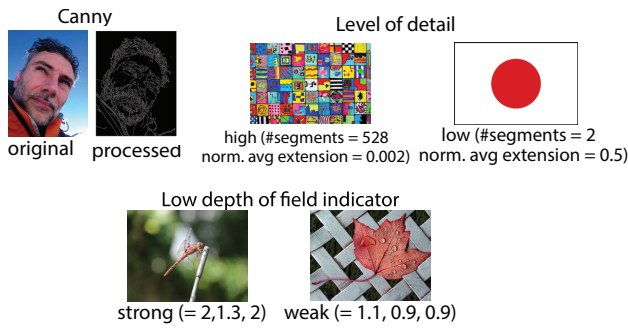 Canny
original
processed
Level of detail
high (#segments = 528
norm. avg extension = 0.002)
low (#segments = 2
norm. avg extension = 0.5)
Low depth of field indicator
strong (= 2,1.3, 2)
weak (= 1.1, 0.9, 0.9)